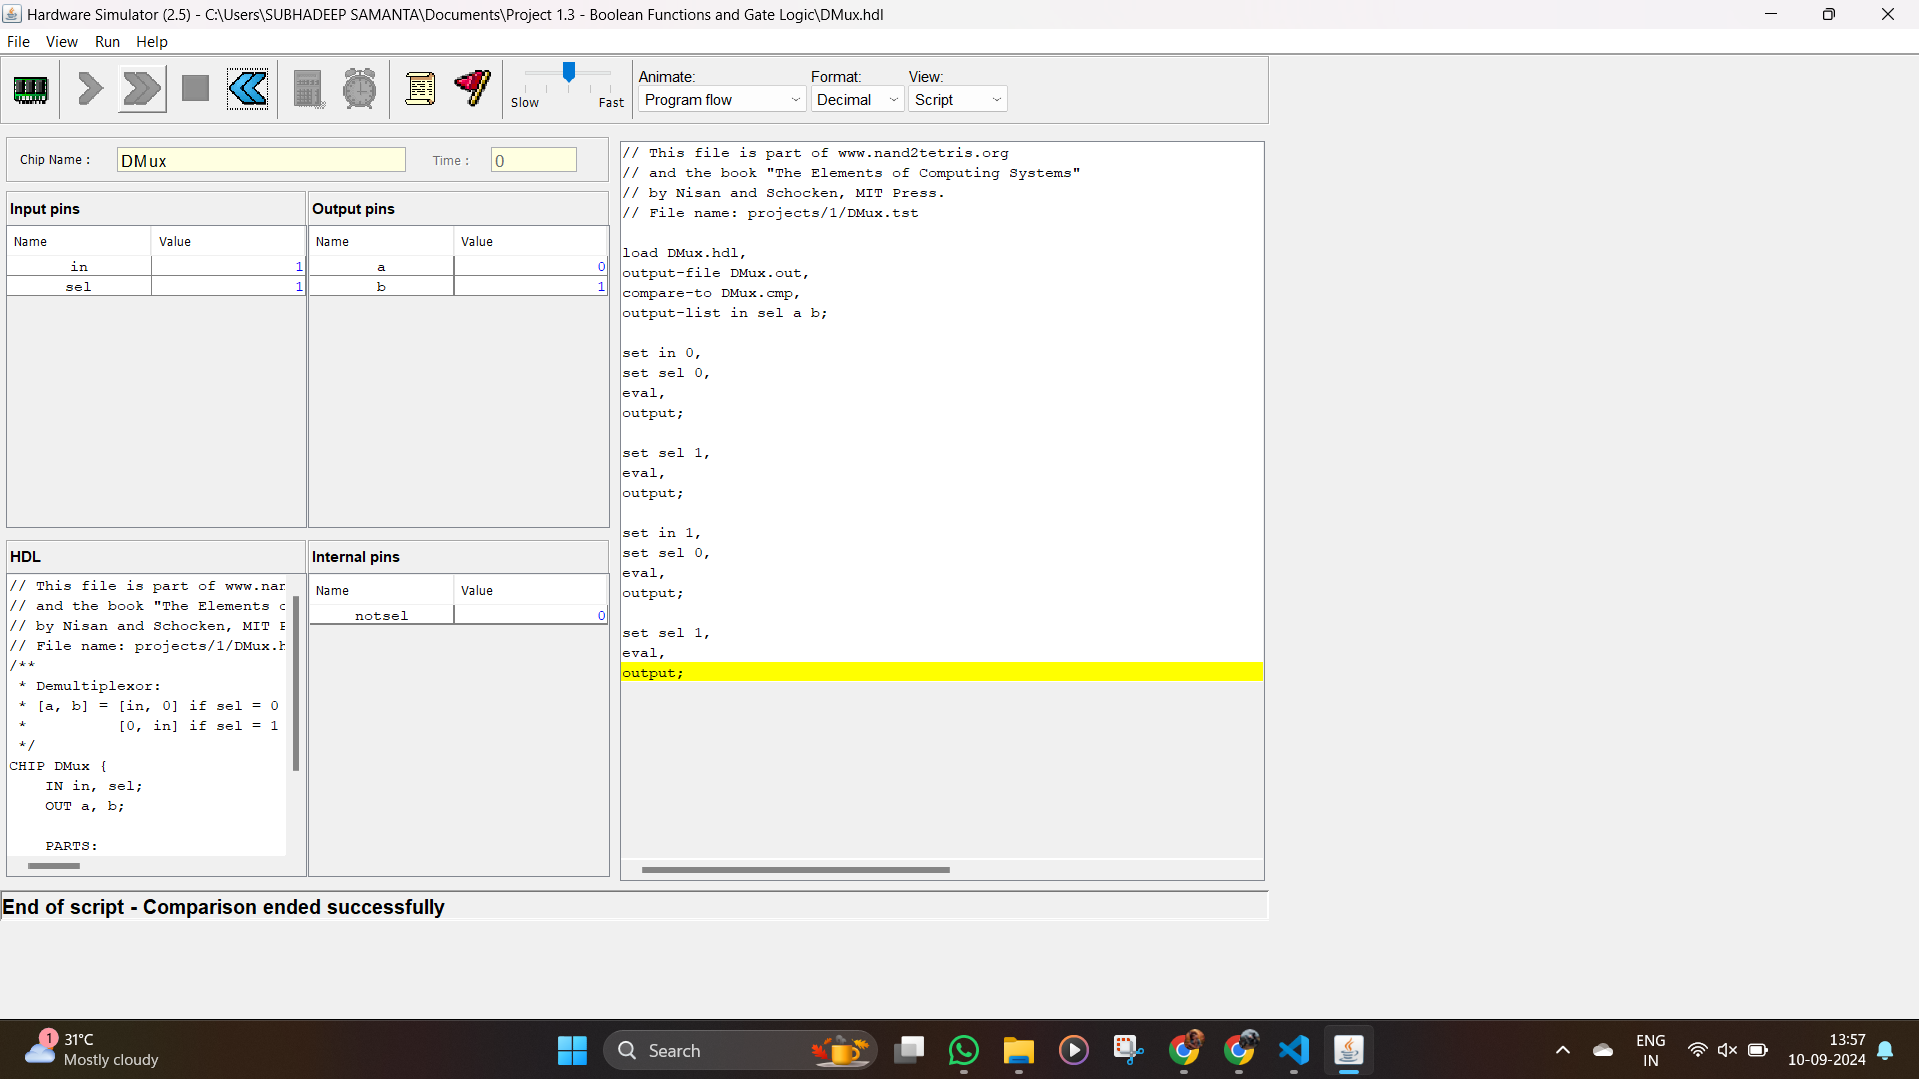 Hardware Simulator (2.5) - C:\Users\SUBHADEEP SAMANTA\Documents\Project 1.3 - Boolean Functions and Gate Logic\DMux.hdl
File View Run Help
Slow Fast
Animate: Format: View:
Program flow Decimal Script
Chip Name : DMux Time : 0
Input pins
Name Value
in 1
sel 1
Output pins
Name Value
a 0
b 1
HDL
// This file is part of www.nan
// and the book "The Elements o
// by Nisan and Schocken, MIT P
// File name: projects/1/DMux.h
/**
* Demultiplexor:
* [a, b] = [in, 0] if sel = 0
* [0, in] if sel = 1
*/
CHIP DMux {
IN in, sel;
OUT a, b;
PARTS:
Internal pins
Name Value
notsel 0
// This file is part of www.nand2tetris.org
// and the book "The Elements of Computing Systems"
// by Nisan and Schocken, MIT Press.
// File name: projects/1/DMux.tst
load DMux.hdl,
output-file DMux.out,
compare-to DMux.cmp,
output-list in sel a b;
set in 0,
set sel 0,
eval,
output;
set sel 1,
eval,
output;
set in 1,
set sel 0,
eval,
output;
set sel 1,
eval,
output;
End of script - Comparison ended successfully
1
31°C
Mostly cloudy
Search
ENG
IN
13:57
10-09-2024